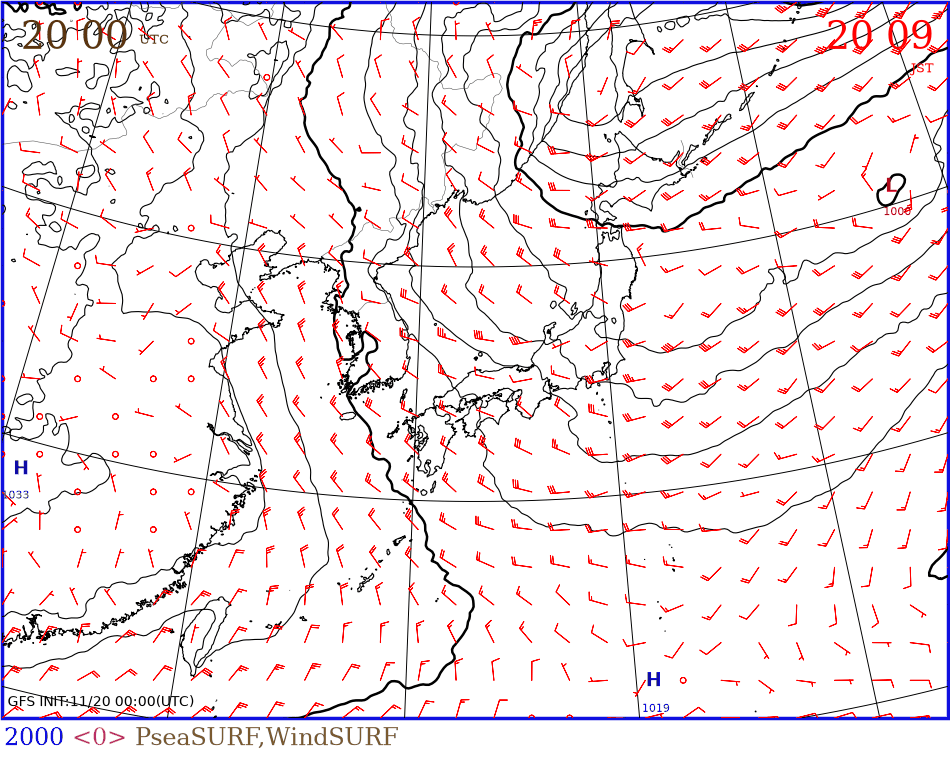 20 00 UTC
20 09
JST
L
1006
H
1033
H
1019
GFS INIT:11/20 00:00(UTC)
2000 <0> PseaSURF,WindSURF